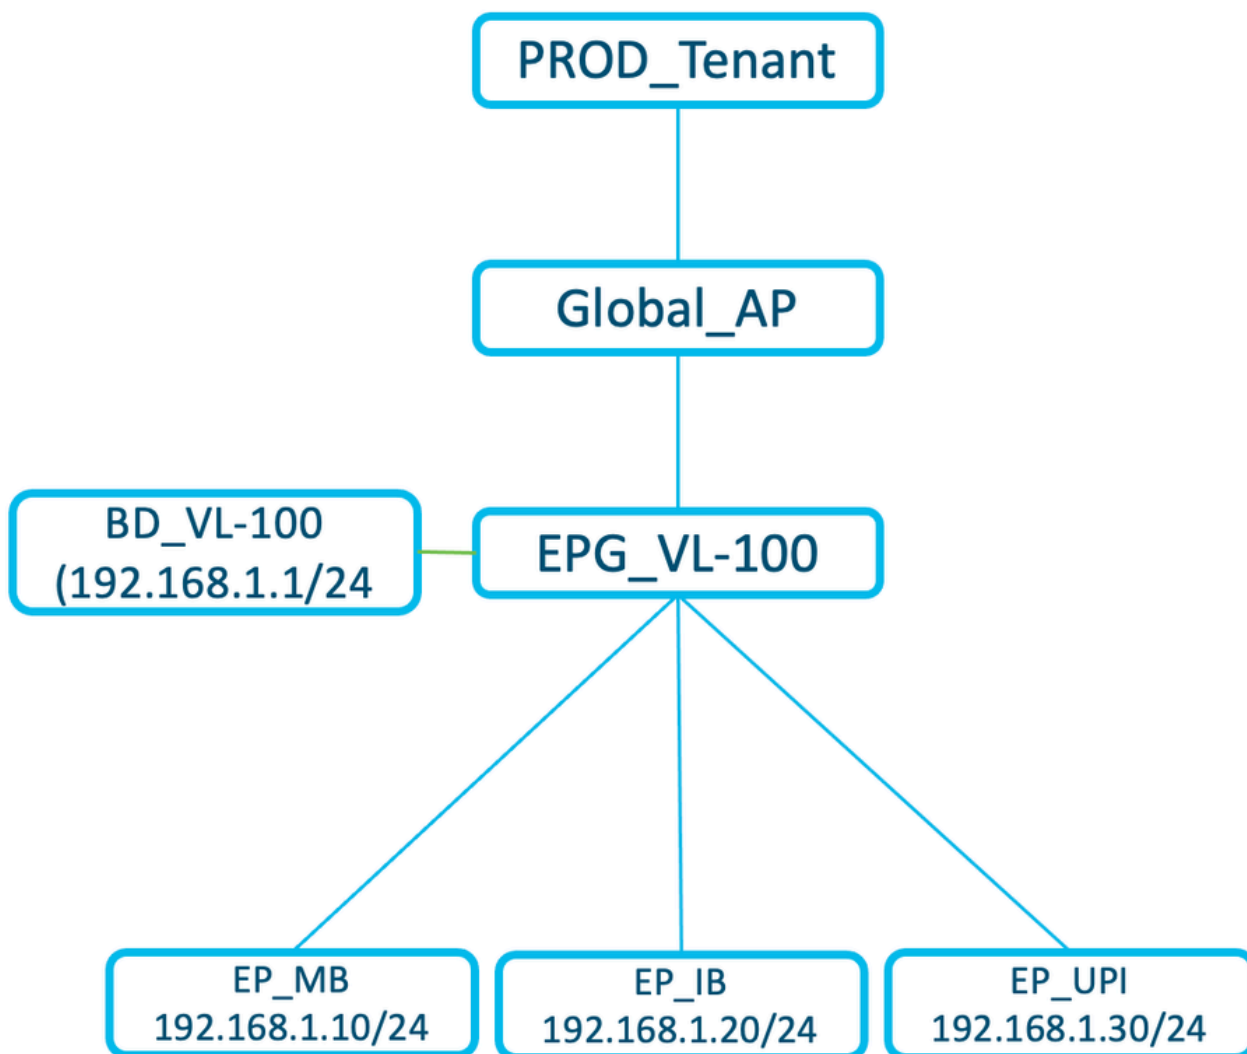 PROD_Tenant
Global_AP
BD_VL-100
(192.168.1.1/24
EPG_VL-100
EP_MB
192.168.1.10/24
EP_IB
192.168.1.20/24
EP_UPI
192.168.1.30/24